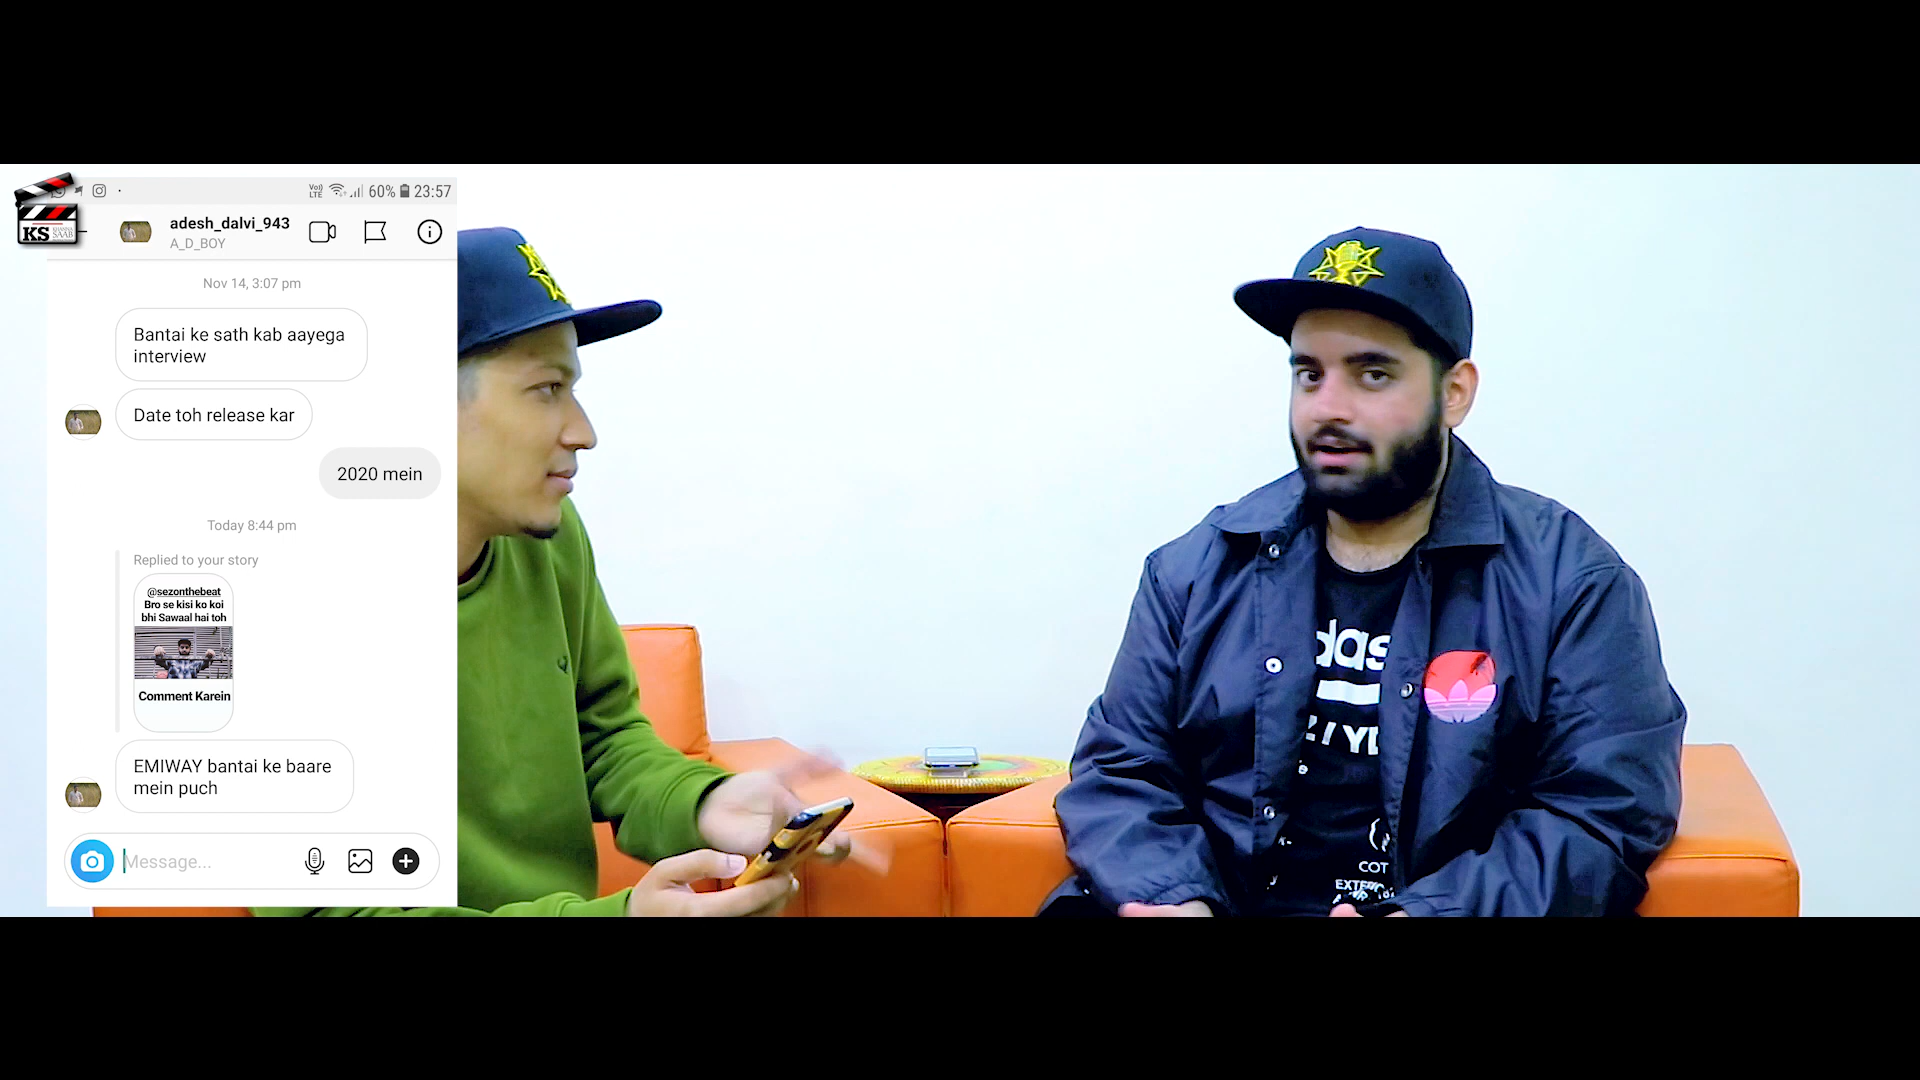 60% 23:57
KS
KHANNA
SAAB
adesh_dalvi_943
A_D_BOY
Nov 14, 3:07 pm
Bantai ke sath kab aayega
interview
Date toh release kar
2020 mein
Today 8:44 pm
Replied to your story
@sezonthebeat
Bro se kisi ko koi
bhi Sawaal hai toh
Comment Karein
EMIWAY bantai ke baare
mein puch
Message...
das
COT